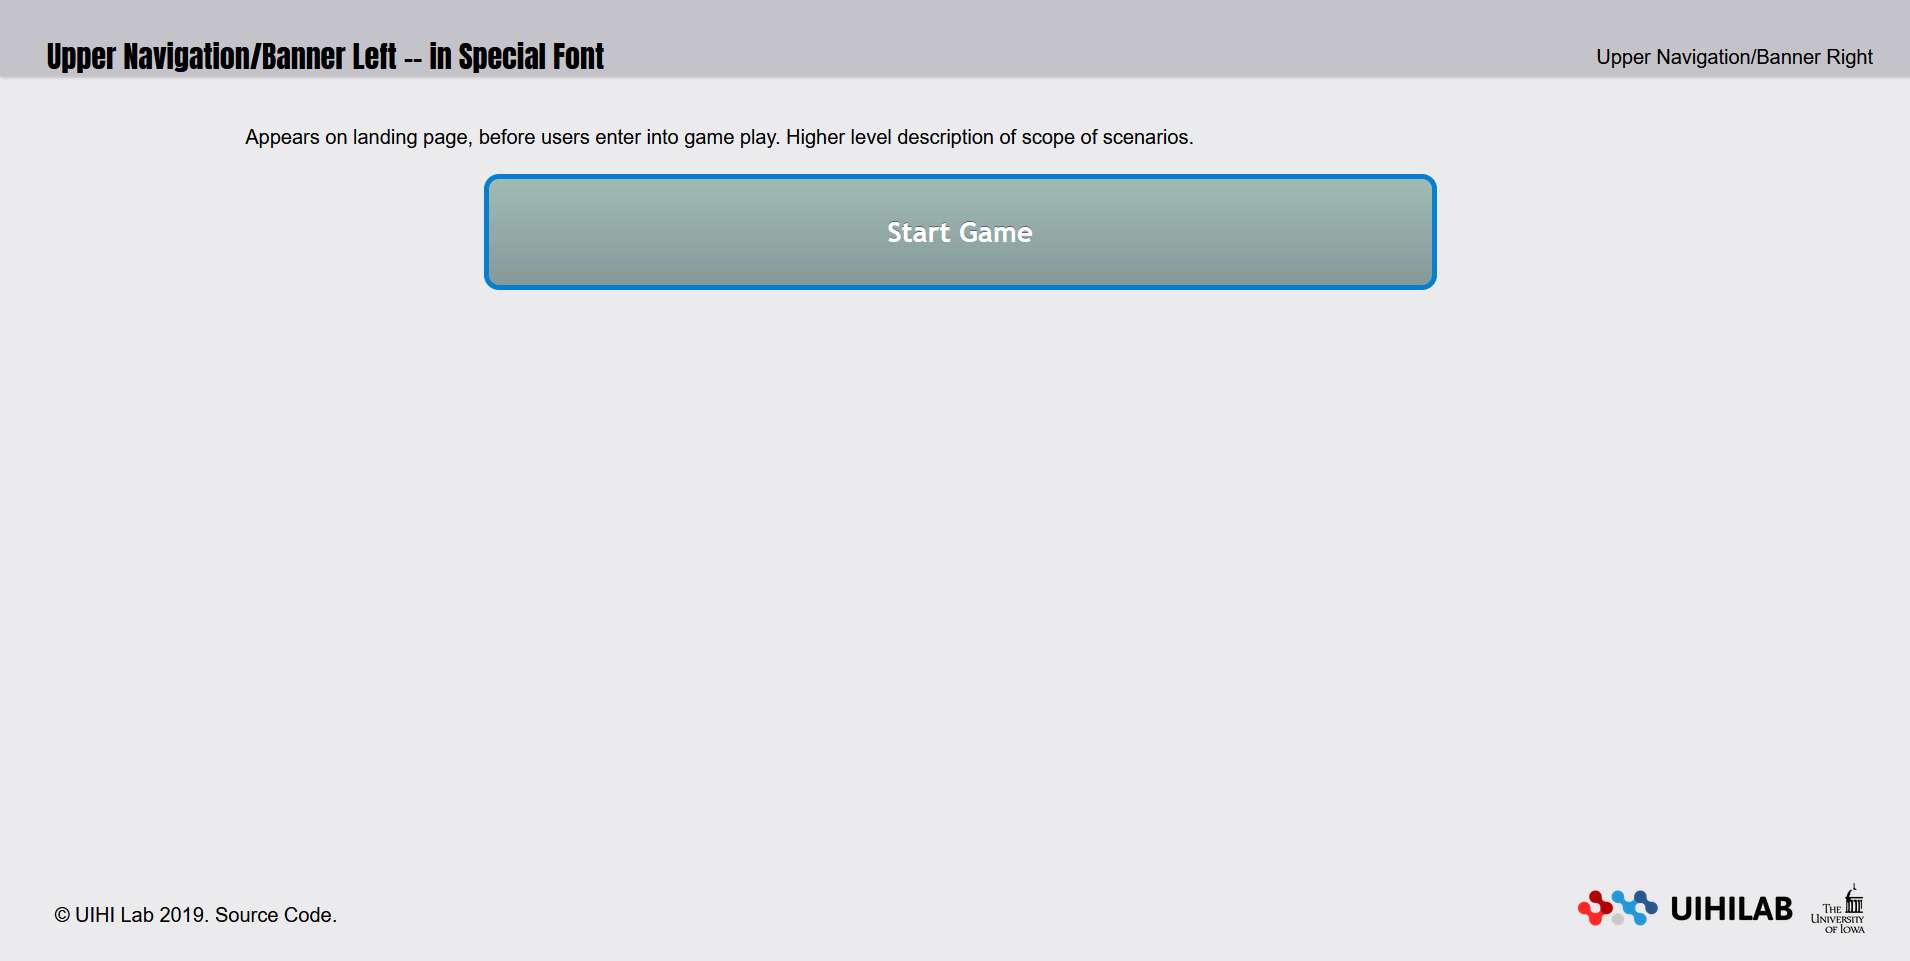 Upper Navigation/Banner Left -- in Special Font
Upper Navigation/Banner Right
Appears on landing page, before users enter into game play. Higher level description of scope of scenarios.
Start Game
© UIHI Lab 2019. Source Code.
UIHILAB
THE
UNIVERSITY
OF IOWA